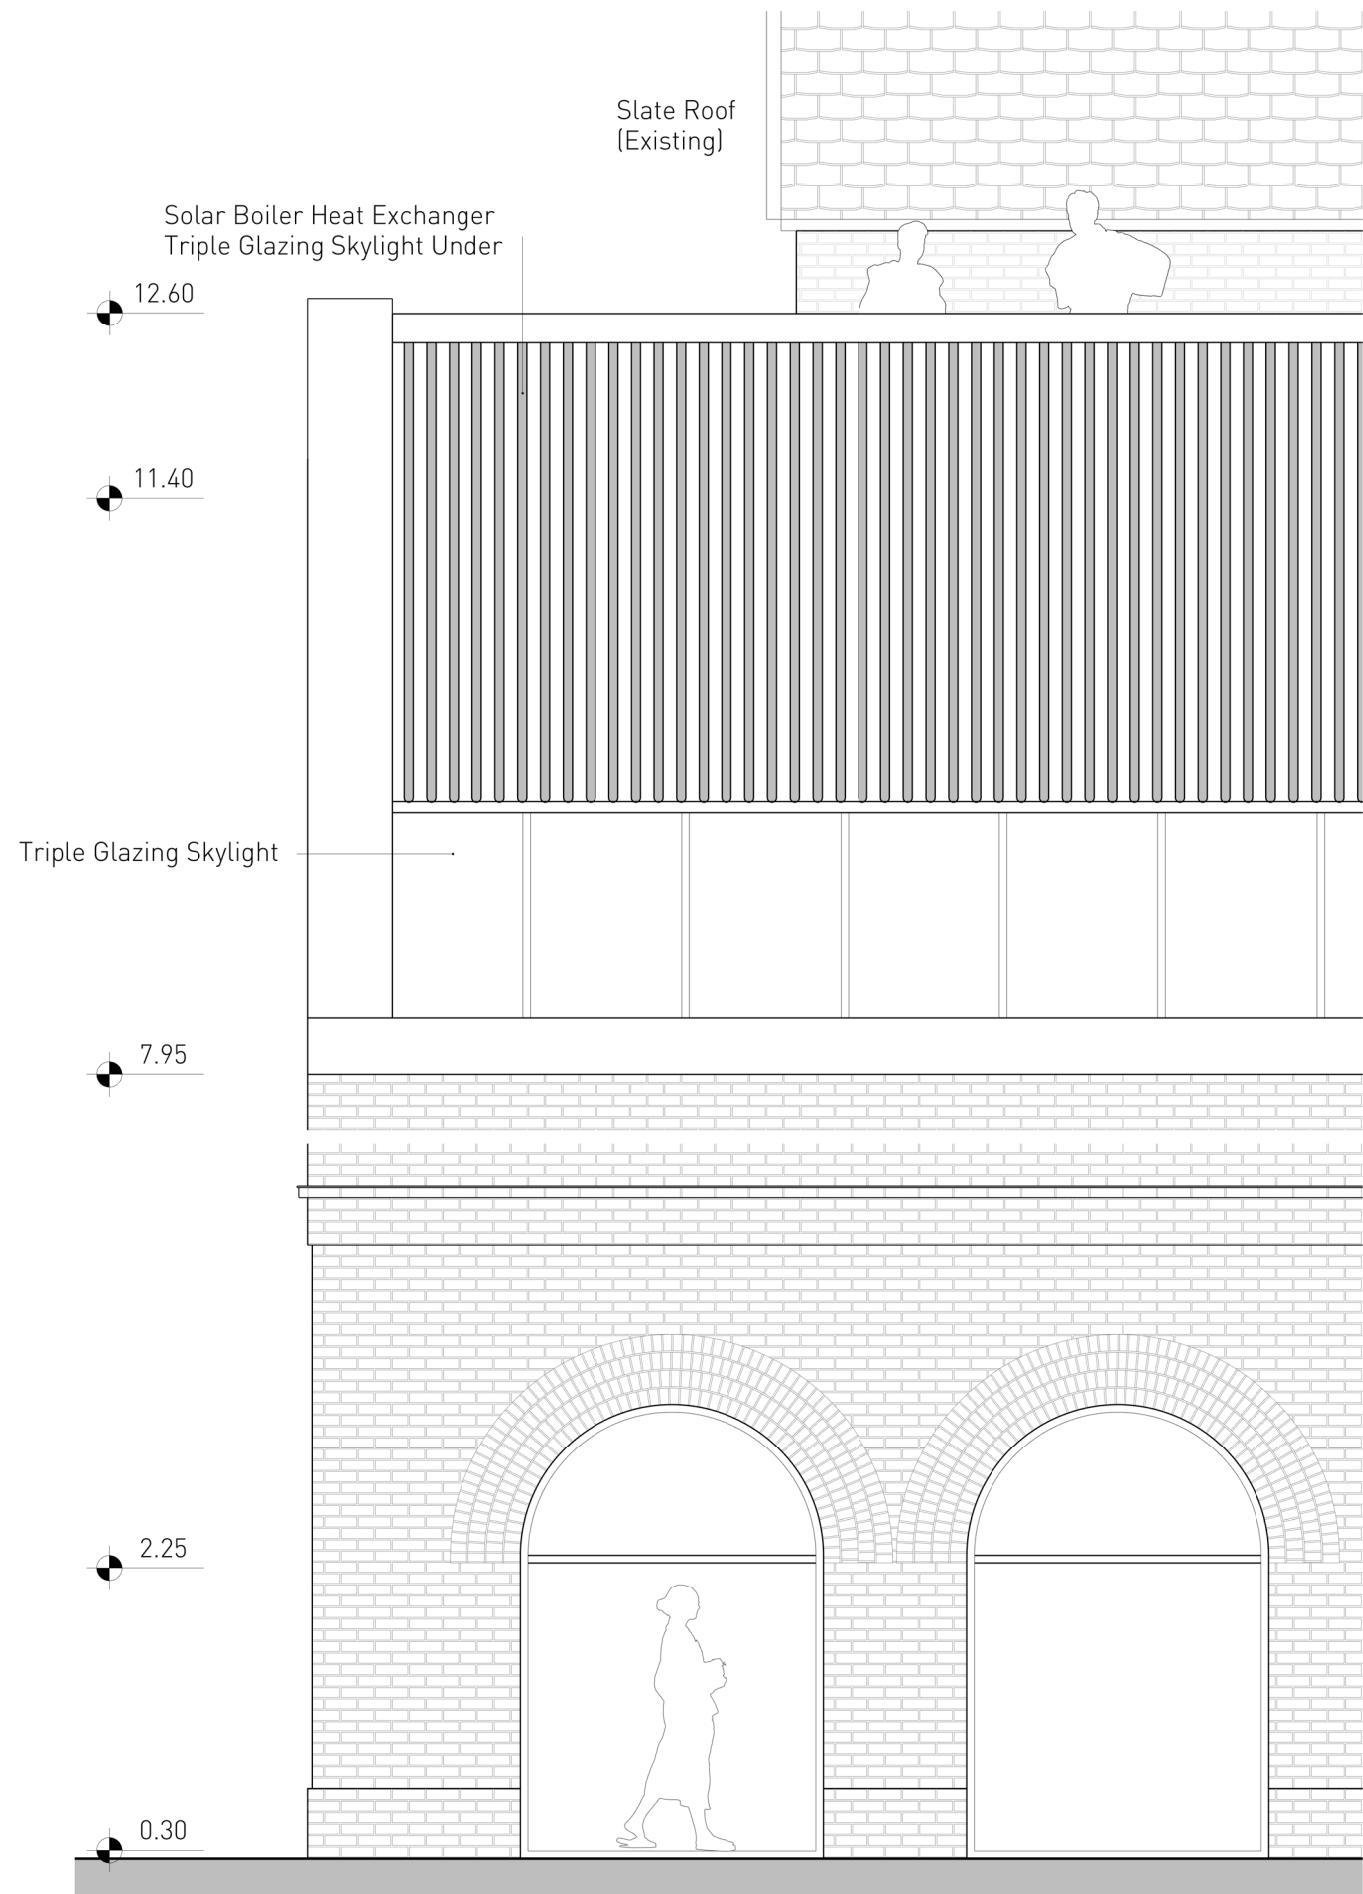 Slate Roof
(Existing)
Solar Boiler Heat Exchanger
Triple Glazing Skylight Under
12.60
11.40
Triple Glazing Skylight
7.95
2.25
0.30